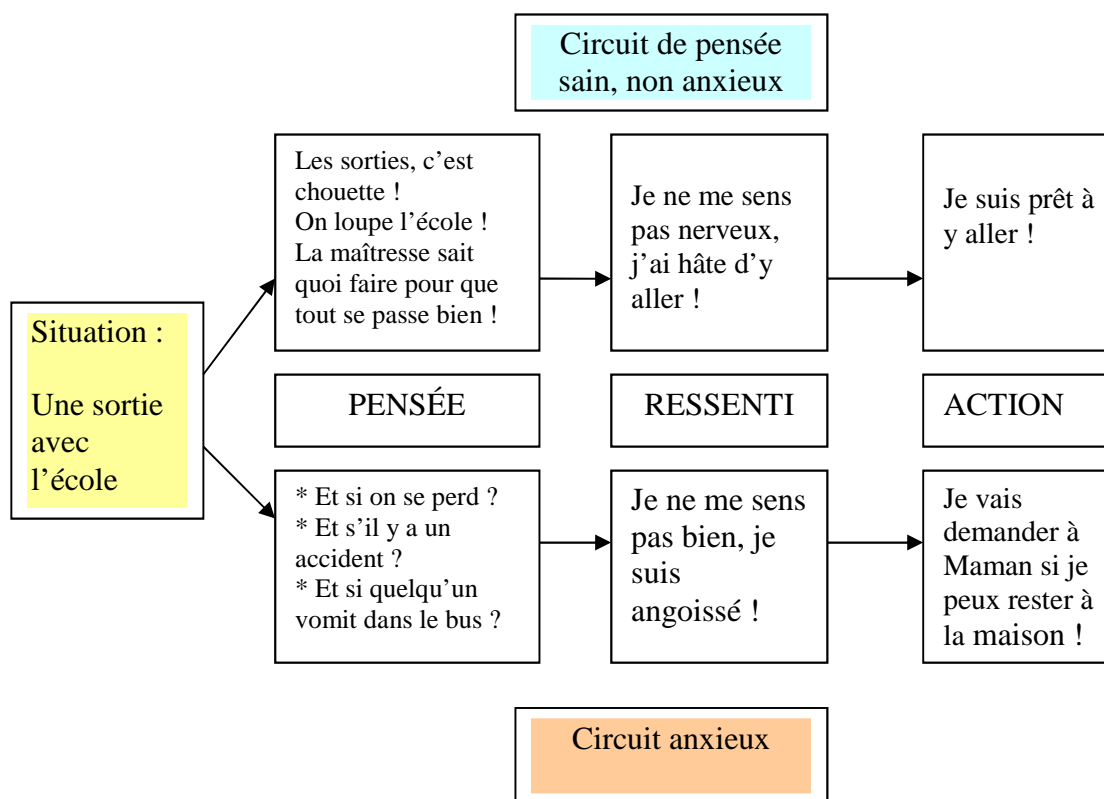 Circuit de pensée
sain, non anxieux
Les sorties, c’est
chouette !
On loupe l’école !
La maîtresse sait
quoi faire pour que
tout se passe bien !
Je ne me sens
pas nerveux,
j’ai hâte d’y
aller !
Je suis prêt à
y aller !
Situation :
Une sortie
avec
l’école
PENSÉE
RESSENTI
ACTION
* Et si on se perd ?
* Et s’il y a un
accident ?
* Et si quelqu’un
vomit dans le bus ?
Je ne me sens
pas bien, je
suis
angoissé !
Je vais
demander à
Maman si je
peux rester à
la maison !
Circuit anxieux